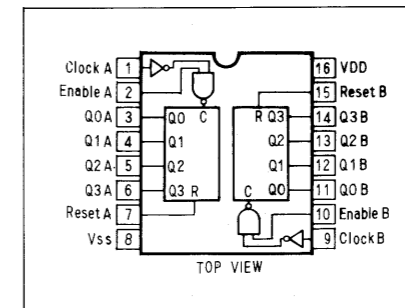 Clock A 1 16 VDD
Enable A 2 C 15 Reset B
Q0A 3 Q0 C R Q3 14 Q3B
Q1A 4 Q1 Q2 13 Q2B
Q2A 5 Q2 Q1 12 Q1B
Q3A 6 Q3 R C Q0 11 Q0B
Reset A 7 10 Enable B
Vss 8 9 Clock B
TOP VIEW